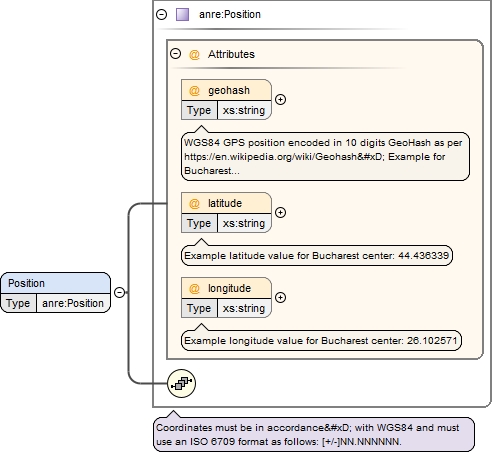 anre:Position
@ Attributes
@ geohash
Type xs:string
WGS84 GPS position encoded in 10 digits GeoHash as per
https://en.wikipedia.org/wiki/Geohash&#xD; Example for
Bucharest...
@ latitude
Type xs:string
Example latitude value for Bucharest center: 44.436339
@ longitude
Type xs:string
Example longitude value for Bucharest center: 26.102571
Position
Type anre:Position
Coordinates must be in accordance&#xD; with WGS84 and must
use an ISO 6709 format as follows: [+/-]NN.NNNNNN.